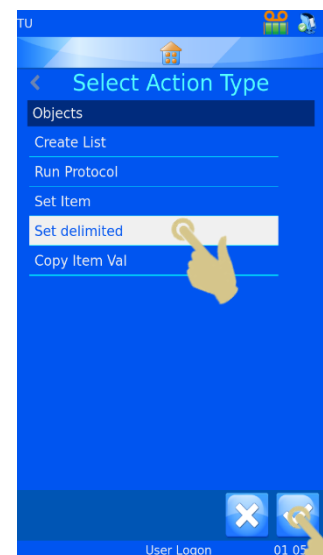 TU
Select Action Type
Objects
Create List
Run Protocol
Set Item
Set delimited
Copy Item Val
User Logon 01 05